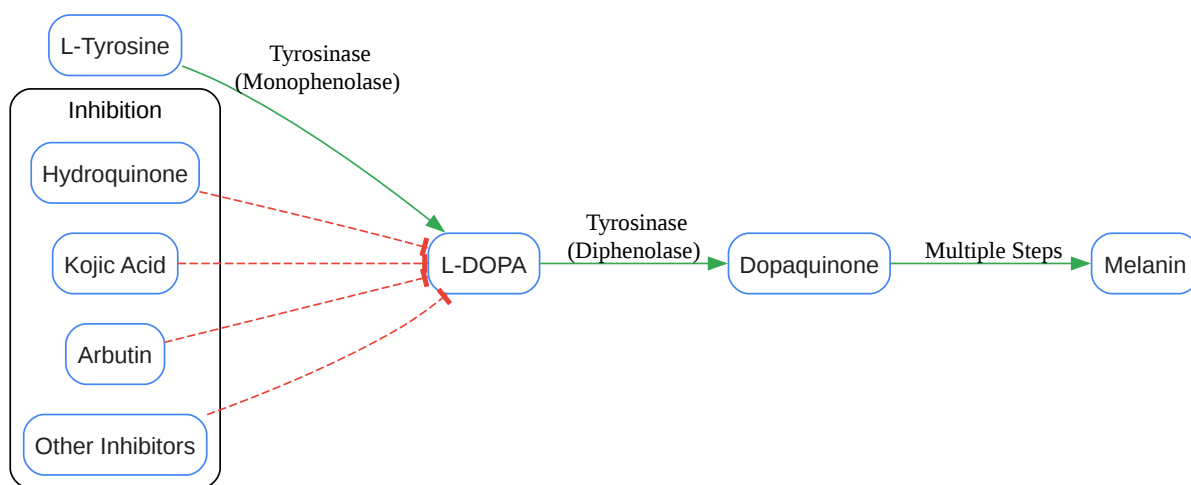 L-Tyrosine
Tyrosinase
(Monophenolase)
Inhibition
Hydroquinone
Kojic Acid
Arbutin
Other Inhibitors
L-DOPA
Tyrosinase
(Diphenolase)
Dopaquinone
Multiple Steps
Melanin